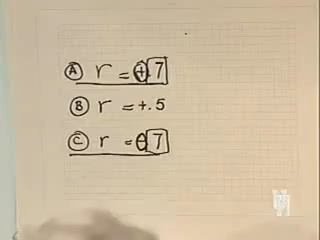 A r = +.7
B r = +.5
C r = -.7